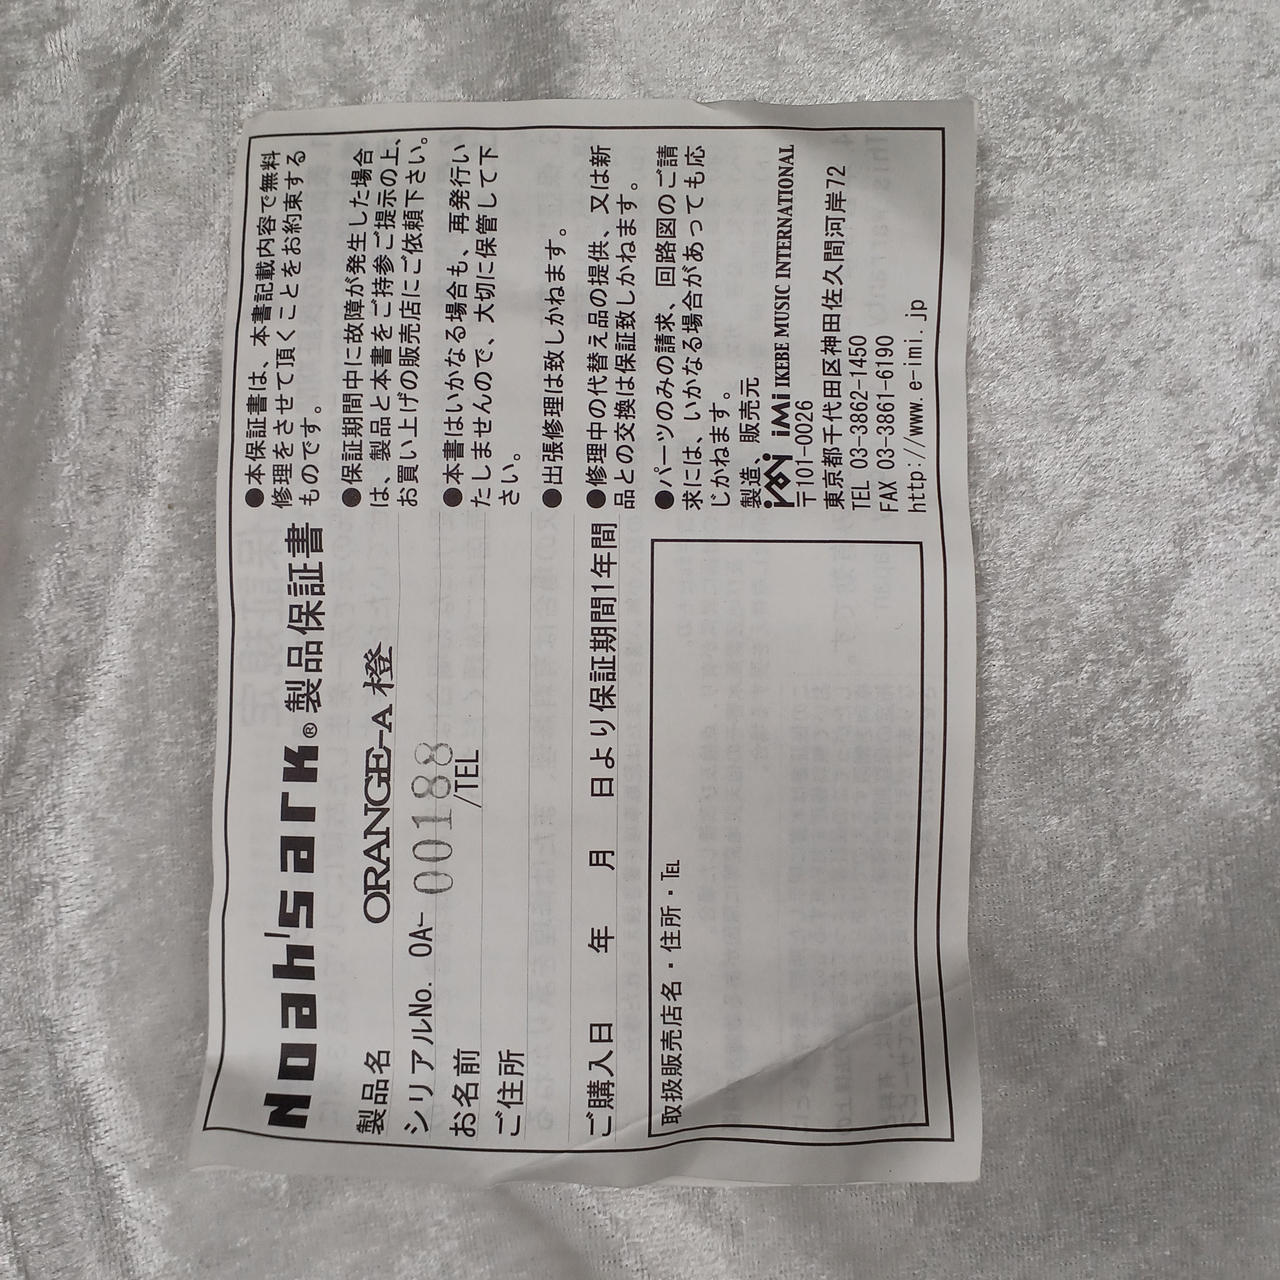 Noah'sark® 製品保証書
製品名 ORANGE-A 橙
シリアルNo. OA- 00188
お名前 /TEL
ご住所
ご購入日 年 月 日より保証期間1年間
取扱販売店名・住所・TEL
●本保証書は、本書記載内容で無料
修理をさせて頂くことをお約束する
ものです。
●保証期間中に故障が発生した場合
は、製品と本書をご持参ご提示の上、
お買い上げの販売店にご依頼下さい。
●本書はいかなる場合も、再発行い
たしませんので、大切に保管して下
さい。
●出張修理は致しかねます。
●修理中の代替え品の提供、又は新
品との交換は保証致しかねます。
●パーツのみの請求、回路図のご請
求には、いかなる場合があっても応
じかねます。
製造、販売元
iMi IKEBE MUSIC INTERNATIONAL
〒101-0026
東京都千代田区神田佐久間河岸72
TEL 03-3862-1450
FAX 03-3861-6190
http://www.e-imi.jp